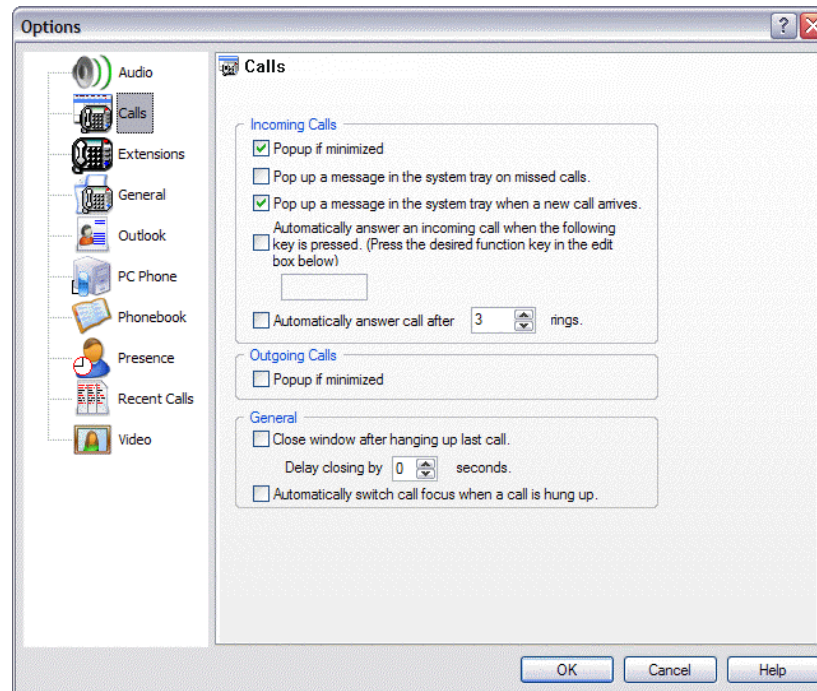 Options
Audio
Calls
Extensions
General
Outlook
PC Phone
Phonebook
Presence
Recent Calls
Video
Calls
Incoming Calls
Popup if minimized
Pop up a message in the system tray on missed calls.
Pop up a message in the system tray when a new call arrives.
Automatically answer an incoming call when the following
key is pressed. (Press the desired function key in the edit
box below)
Automatically answer call after 3 rings.
Outgoing Calls
Popup if minimized
General
Close window after hanging up last call.
Delay closing by 0 seconds.
Automatically switch call focus when a call is hung up.
OK Cancel Help